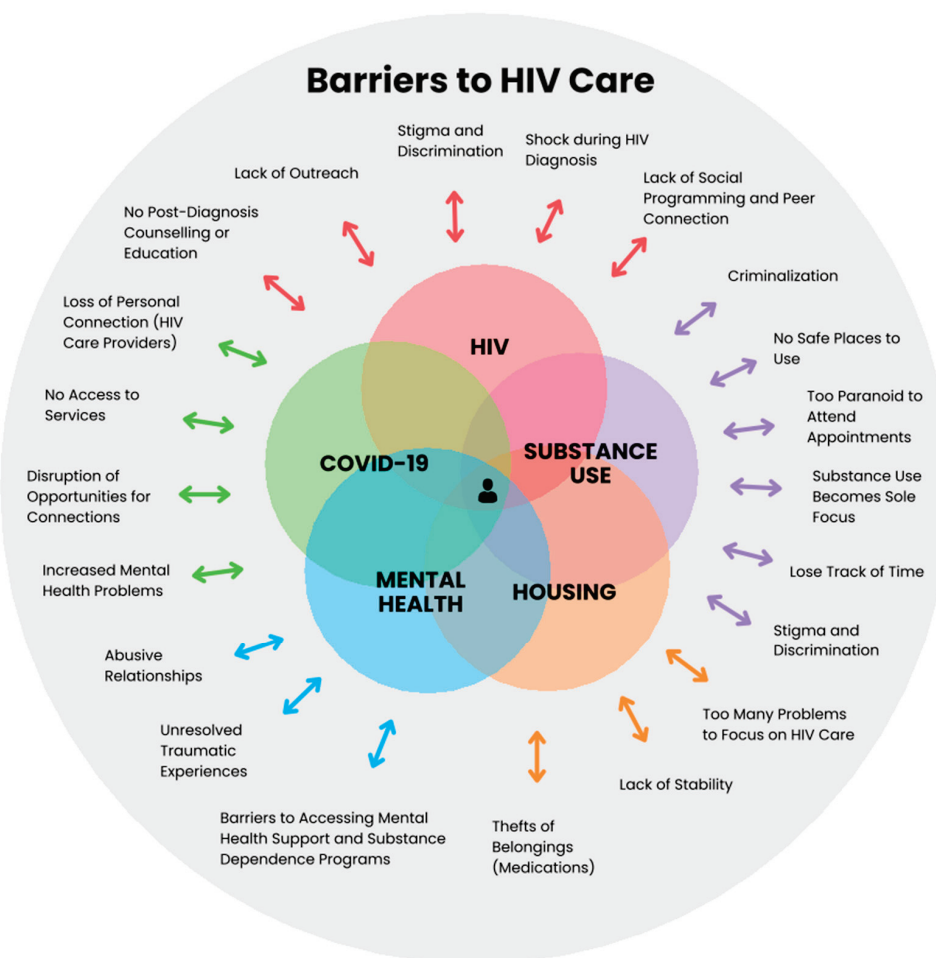 Barriers to HIV Care
Stigma and
Discrimination
Shock during HIV
Diagnosis
Lack of Social
Programming and Peer
Connection
Criminalization
No Safe Places to
Use
Too Paranoid to
Attend
Appointments
Substance Use
Becomes Sole
Focus
Lose Track of Time
Stigma and
Discrimination
Too Many Problems
to Focus on HIV Care
Lack of Stability
Thefts of
Belongings
(Medications)
Barriers to Accessing Mental
Health Support and Substance
Dependence Programs
Unresolved
Traumatic
Experiences
Abusive
Relationships
Increased Mental
Health Problems
Disruption of
Opportunities for
Connections
No Access to
Services
Loss of Personal
Connection (HIV
Care Providers)
No Post-Diagnosis
Counselling or
Education
Lack of Outreach
HIV
SUBSTANCE
USE
HOUSING
MENTAL
HEALTH
COVID-19